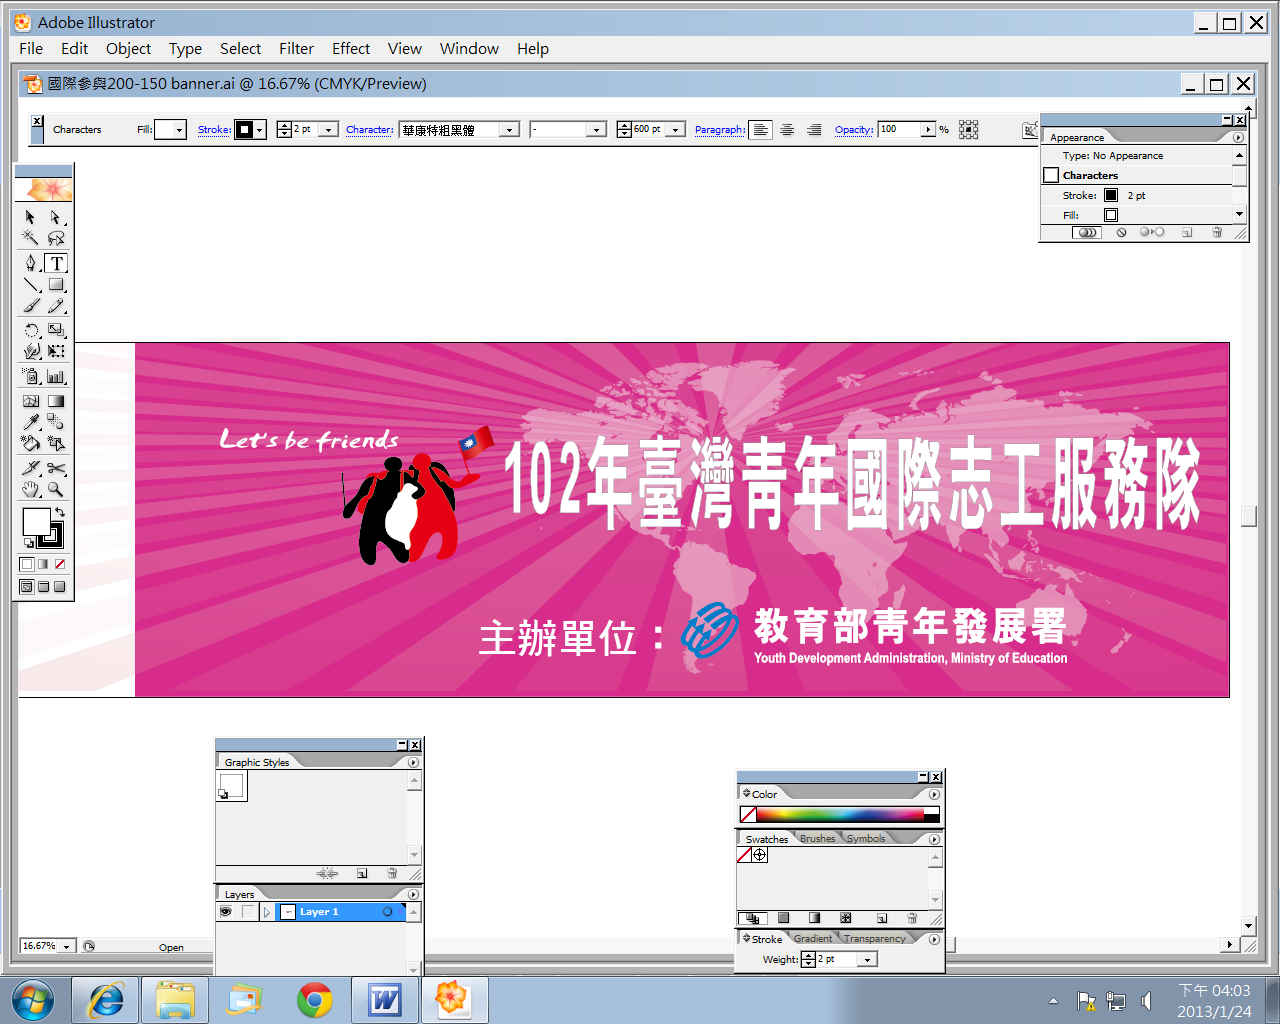 Adobe Illustrator
File Edit Object Type Select Filter Effect View Window Help
國際參與200-150 banner.ai @ 16.67% (CMYK/Preview)
Characters Fill: Stroke: 2 pt Character: 華康特粗黑體 - 600 pt Paragraph: Opacity: 100 %
Appearance
Type: No Appearance
Characters
Stroke: 2 pt
Fill:
T
Let's be friends
102年臺灣青年國際志工服務隊
主辦單位：
教育部青年發展署
Youth Development Administration, Ministry of Education
Graphic Styles
Layers
Layer 1
Color
Swatches Brushes Symbols
Stroke Gradient Transparency
Weight: 2 pt
16.67% Open
下午 04:03
2013/1/24